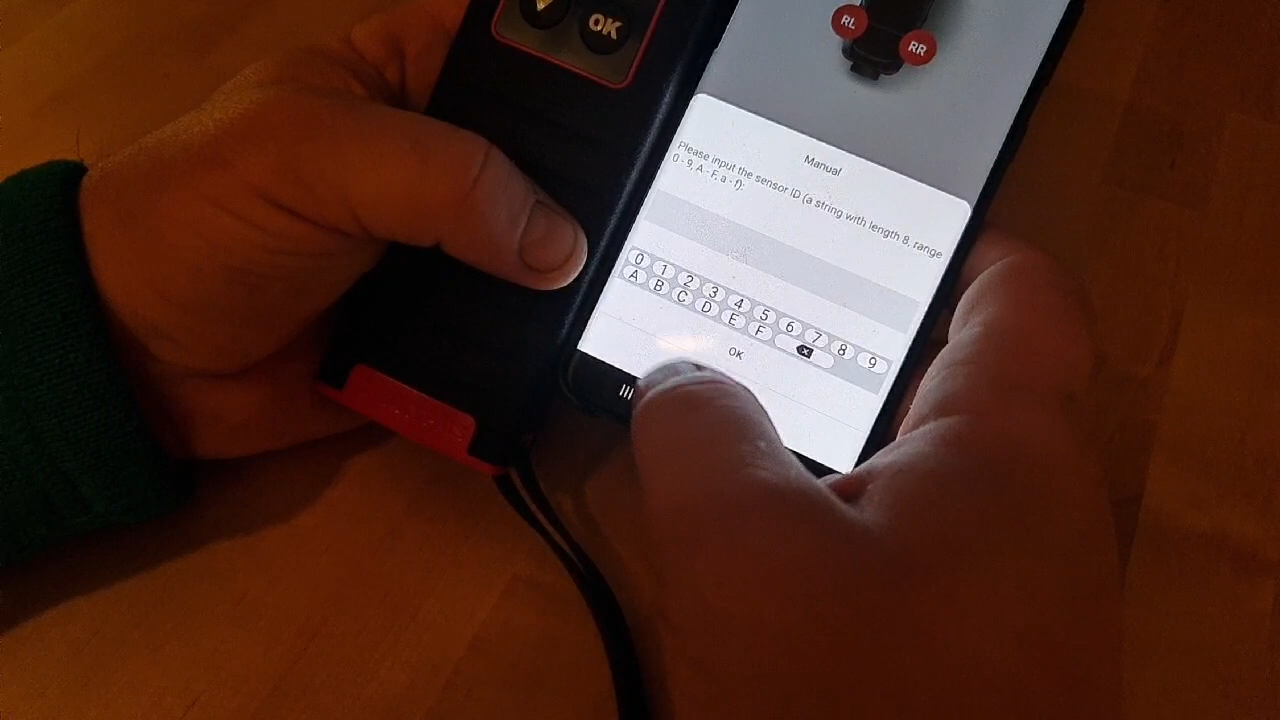 OK
RL
RR
Manual
Please input the sensor ID (a string with length 8, range
0 - 9, A - F, a - f):
0 1 2 3 4 5 6 7 8 9
A B C D E F
OK